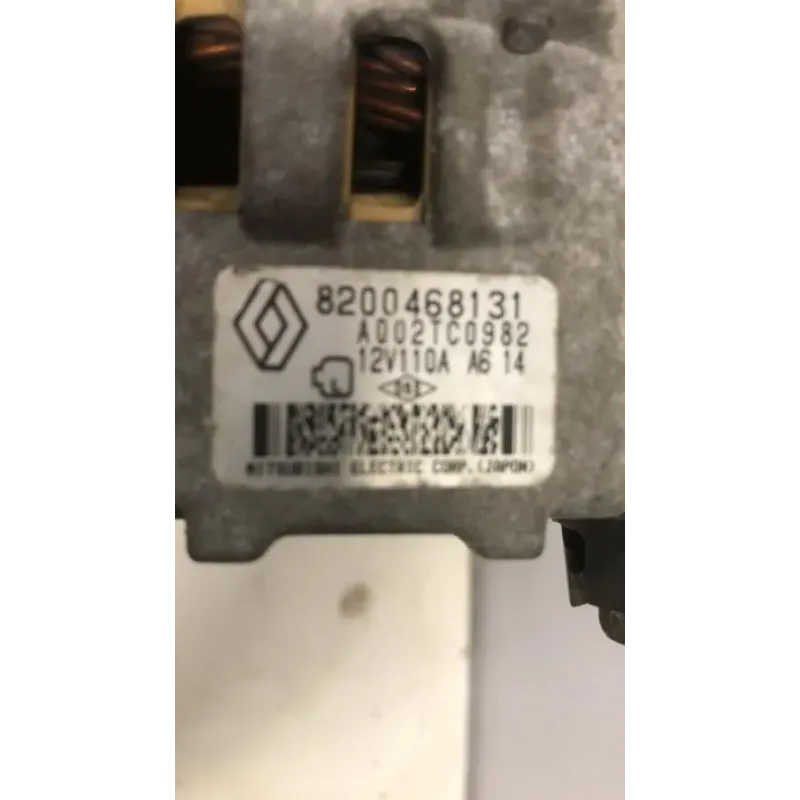 8200468131
A002TC0982
12V110A A6 14
MITSUBISHI ELECTRIC CORP.(JAPON)